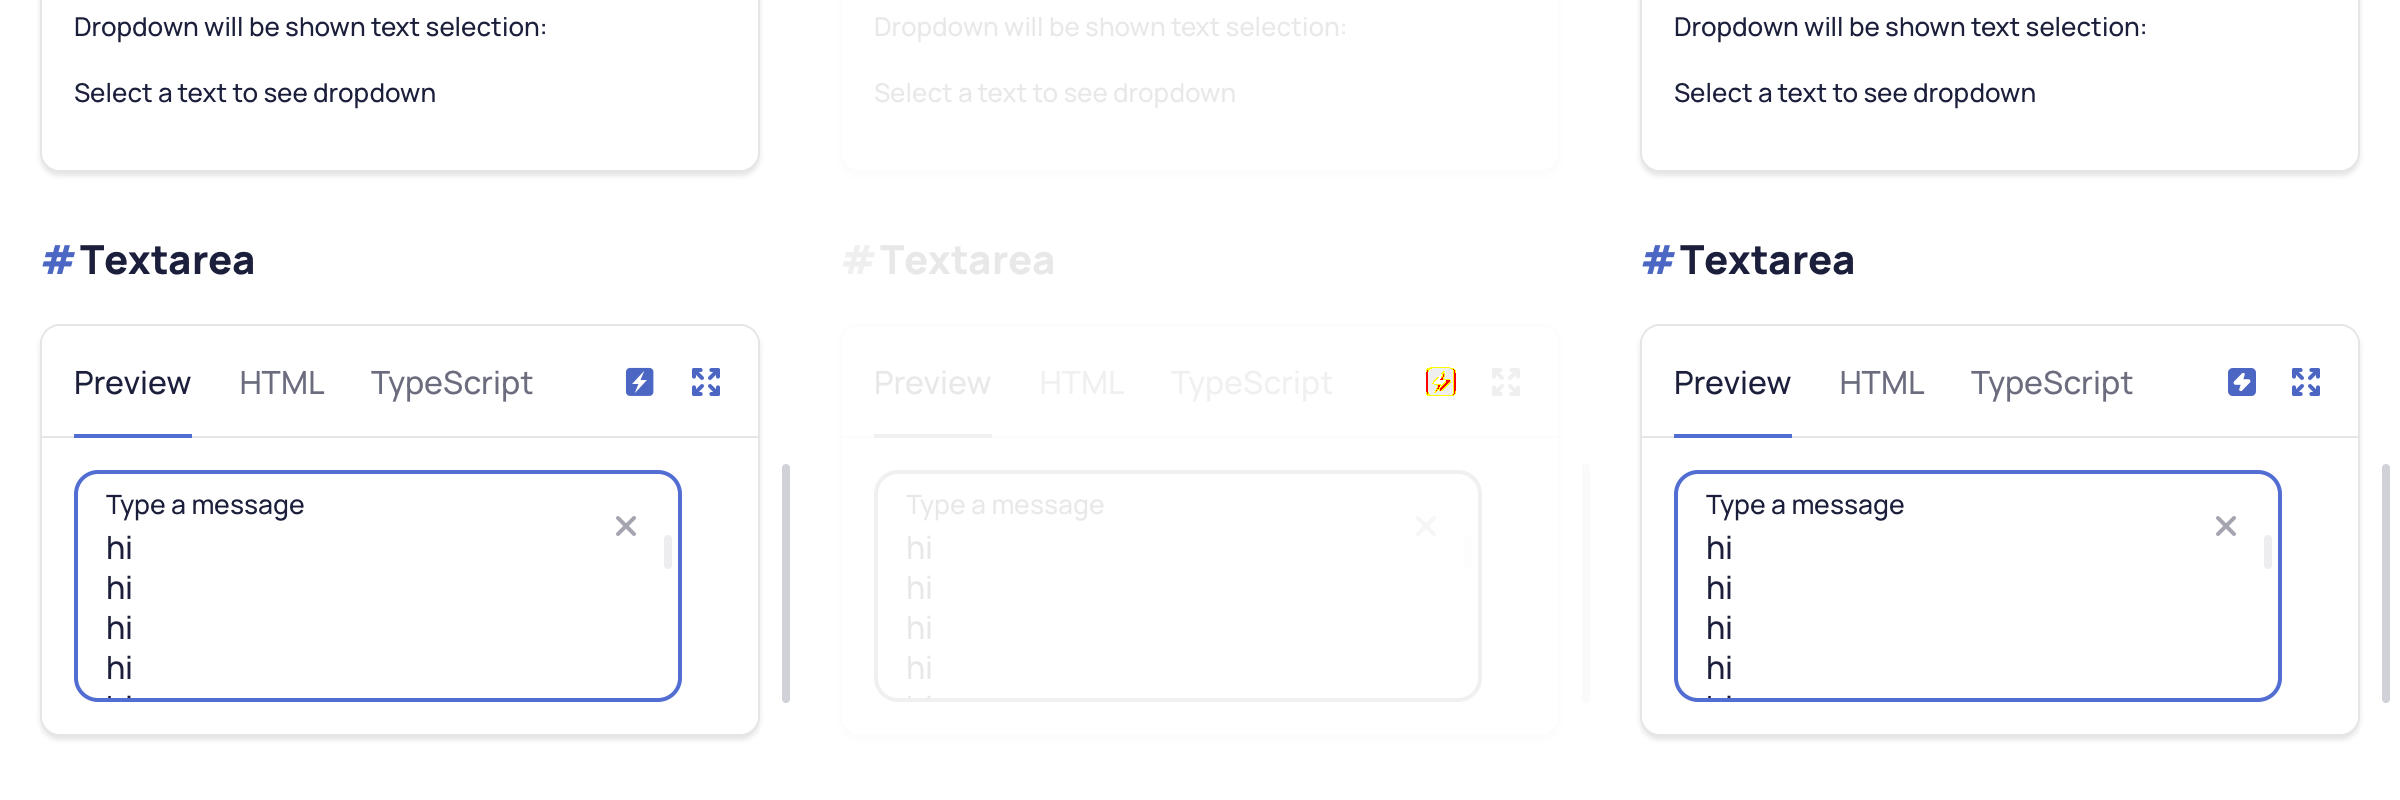 Dropdown will be shown text selection:
Select a text to see dropdown
#Textarea
Preview HTML TypeScript
Type a message
hi
hi
hi
hi
Dropdown will be shown text selection:
Select a text to see dropdown
#Textarea
Preview HTML TypeScript
Type a message
hi
hi
hi
hi
Dropdown will be shown text selection:
Select a text to see dropdown
#Textarea
Preview HTML TypeScript
Type a message
hi
hi
hi
hi